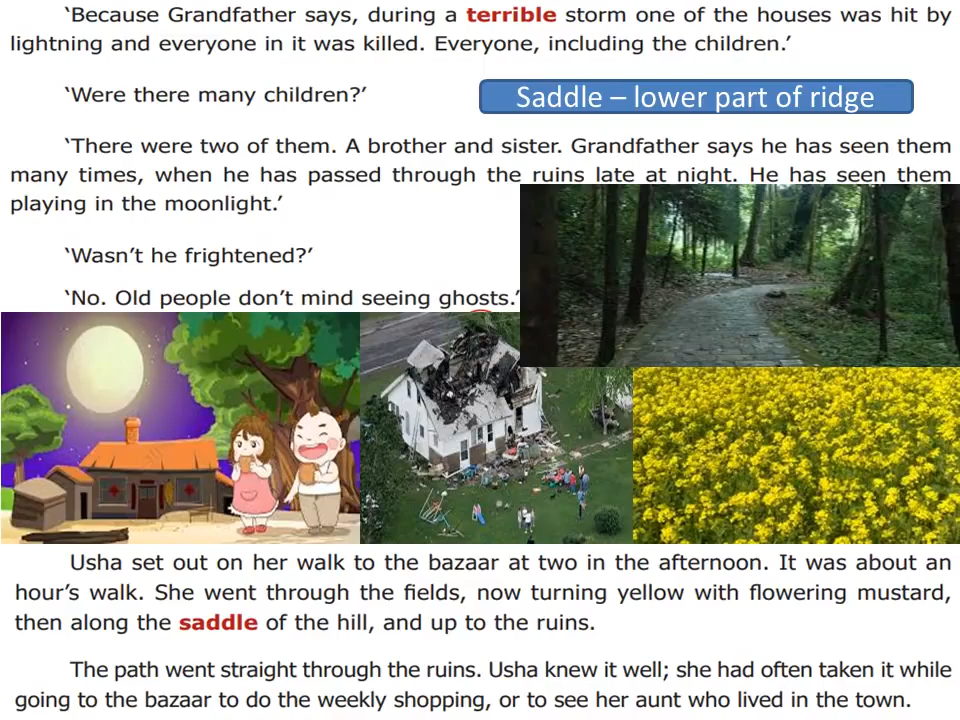 ‘Because Grandfather says, during a terrible storm one of the houses was hit by
lightning and everyone in it was killed. Everyone, including the children.’
‘Were there many children?’
Saddle – lower part of ridge
‘There were two of them. A brother and sister. Grandfather says he has seen them
many times, when he has passed through the ruins late at night. He has seen them
playing in the moonlight.’
‘Wasn’t he frightened?’
‘No. Old people don’t mind seeing ghosts.’
Usha set out on her walk to the bazaar at two in the afternoon. It was about an
hour’s walk. She went through the fields, now turning yellow with flowering mustard,
then along the saddle of the hill, and up to the ruins.
The path went straight through the ruins. Usha knew it well; she had often taken it while
going to the bazaar to do the weekly shopping, or to see her aunt who lived in the town.